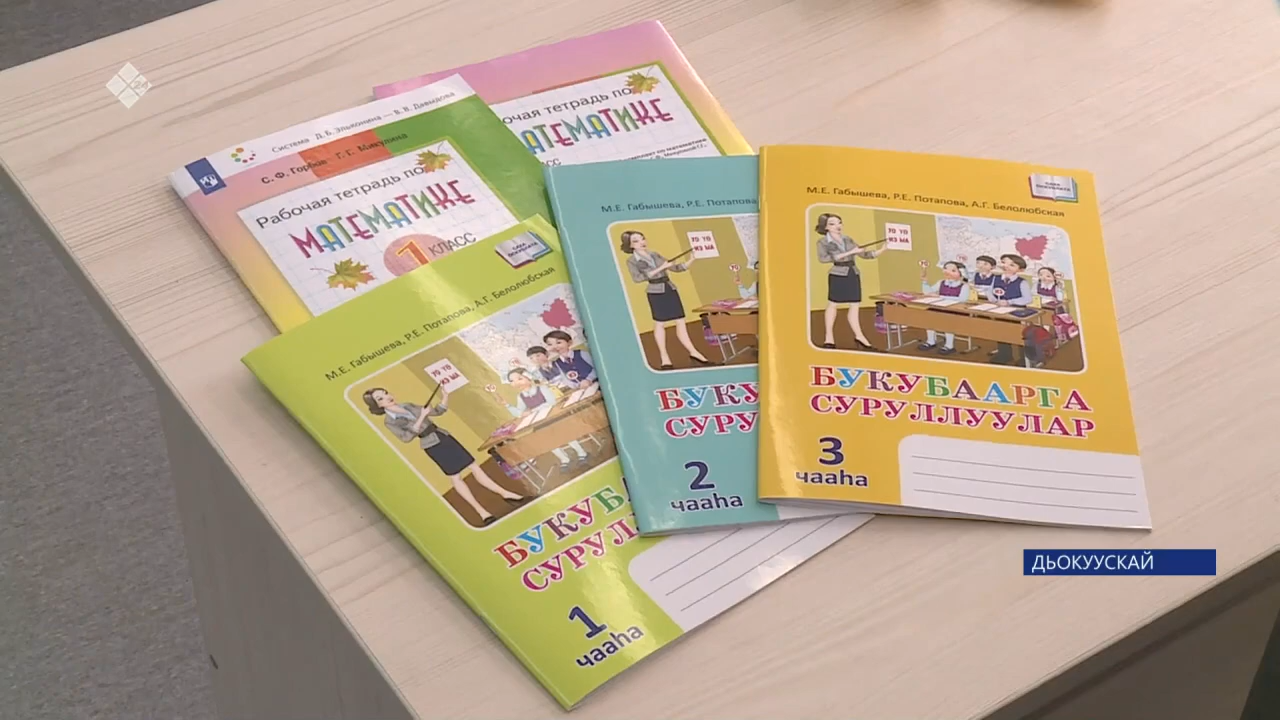 Система Д. Б. Эльконина — В. В. Давыдова
С. Ф. Горбов Г. Г. Микулина
Рабочая тетрадь по
МАТЕМАТИКЕ
1 КЛАСС
тетрадь по
МАТЕМАТИКЕ
М.Е. Габышева, Р.Е. Потапова, А.Г. Белолюбская
БУКУБ
СУРУЛ
1
чааһа
М.Е. Габышева, Р.Е. Потапова
БУКУ
СУРУ
2
чааһа
М.Е. Габышева, Р.Е. Потапова, А.Г. Белолюбская
БУКУБААРГА
СУРУЛЛУУЛАР
3
чааһа
ДЬОКУУСКАЙ